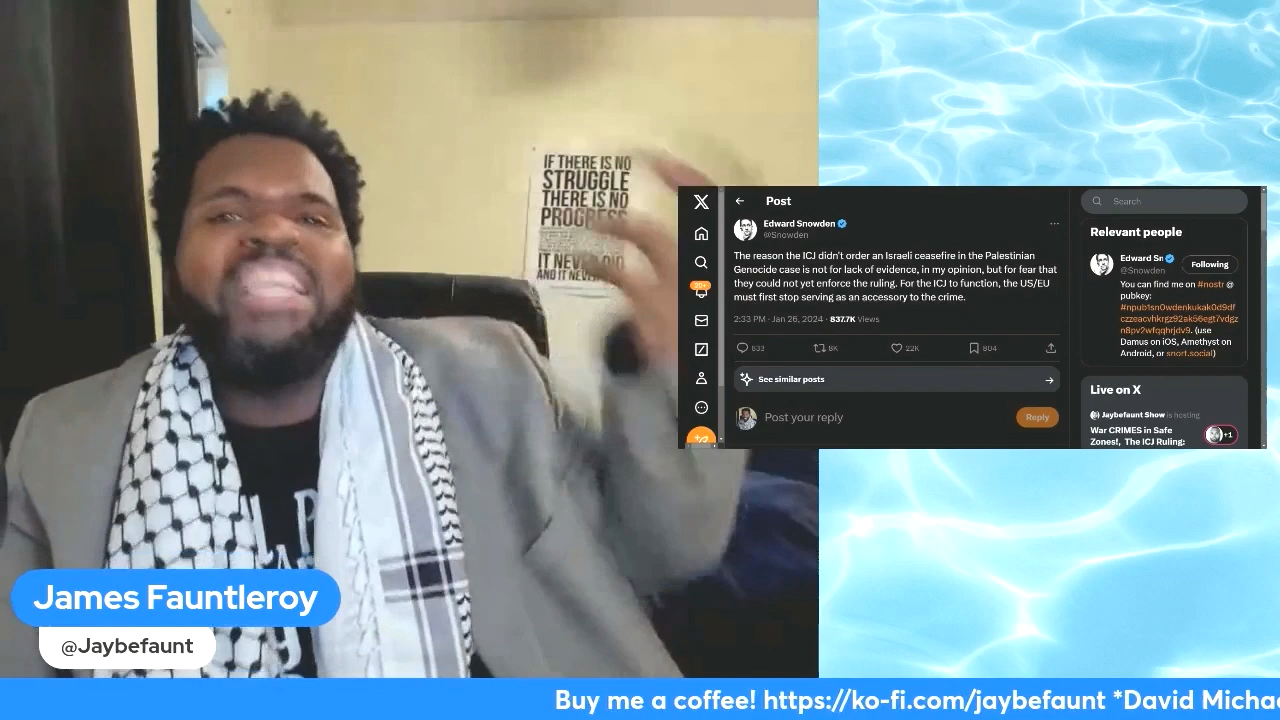 IF THERE IS NO
STRUGGLE
THERE IS NO
PROGRESS
Post
Edward Snowden
@Snowden
The reason the ICJ didn't order an Israeli ceasefire in the Palestinian
Genocide case is not for lack of evidence, in my opinion, but for fear that
they could not yet enforce the ruling. For the ICJ to function, the US/EU
must first stop serving as an accessory to the crime.
2:33 PM · Jan 26, 2024 · 837.7K Views
633 8K 22K 804
See similar posts
Post your reply
Reply
20+
Search
Relevant people
Edward Sn
@Snowden
Following
You can find me on #nostr @
pubkey:
(use
Damus on iOS, Amethyst on
Android, or snort.social)
Live on X
Jaybefaunt Show is hosting
War CRIMES in Safe
Zones!, The ICJ Ruling:
+1
James Fauntleroy
@Jaybefaunt
Buy me a coffee! https://ko-fi.com/jaybefaunt *David Micha